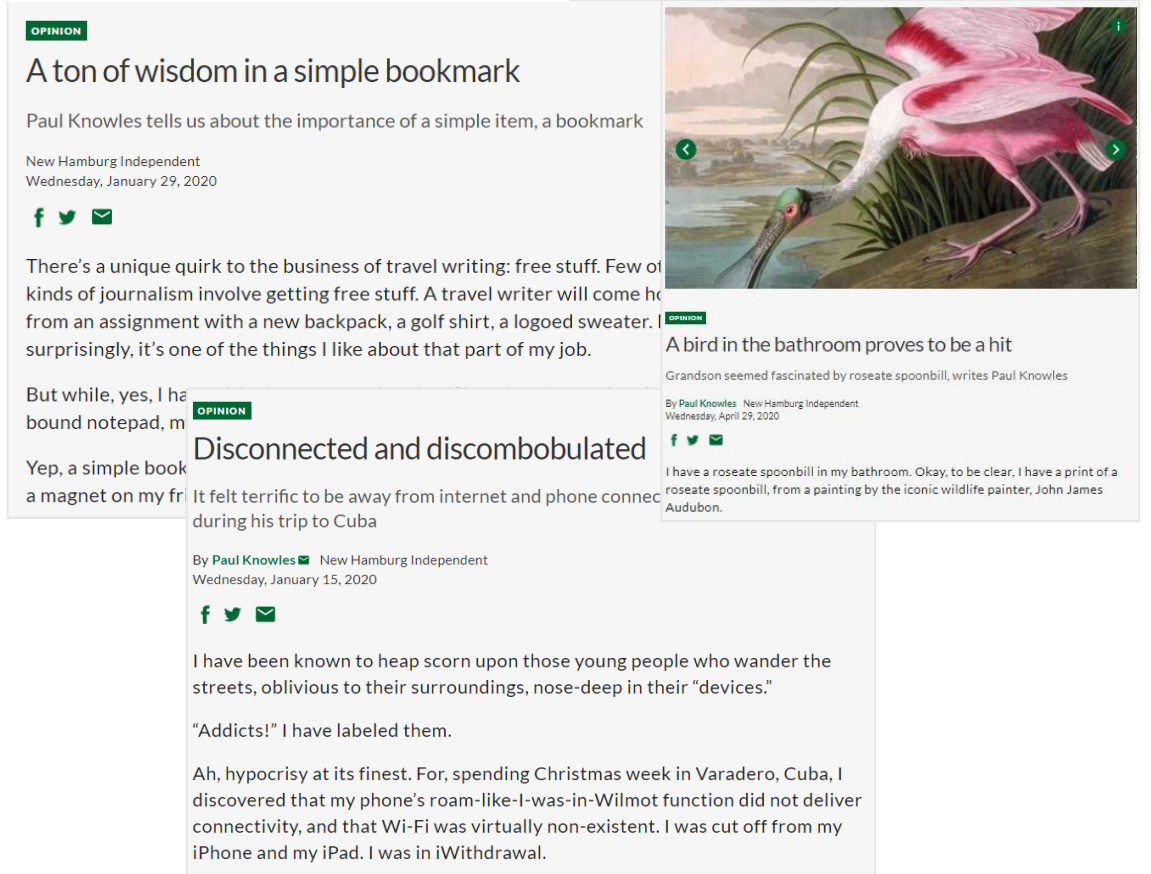 OPINION
A ton of wisdom in a simple bookmark
Paul Knowles tells us about the importance of a simple item, a bookmark
New Hamburg Independent
Wednesday, January 29, 2020
There's a unique quirk to the business of travel writing: free stuff. Few
kinds of journalism involve getting free stuff. A travel writer will come
from an assignment with a new backpack, a golf shirt, a logoed sweater.
surprisingly, it's one of the things I like about that part of my job.
But while, yes, I
bound notepad,
Yep, a simple book
a magnet on my
OPINION
A bird in the bathroom proves to be a hit
Grandson seemed fascinated by roseate spoonbill, writes Paul Knowles
By Paul Knowles New Hamburg Independent
Wednesday, April 29, 2020
I have a roseate spoonbill in my bathroom. Okay, to be clear, I have a print of a
roseate spoonbill, from a painting by the iconic wildlife painter, John James
Audubon.
OPINION
Disconnected and discombobulated
It felt terrific to be away from internet and phone connec
during his trip to Cuba
By Paul Knowles New Hamburg Independent
Wednesday, January 15, 2020
I have been known to heap scorn upon those young people who wander the
streets, oblivious to their surroundings, nose-deep in their “devices.”
“Addicts!” I have labeled them.
Ah, hypocrisy at its finest. For, spending Christmas week in Varadero, Cuba, I
discovered that my phone's roam-like-I-was-in-Wilmot function did not deliver
connectivity, and that Wi-Fi was virtually non-existent. I was cut off from my
iPhone and my iPad. I was in iWithdrawal.